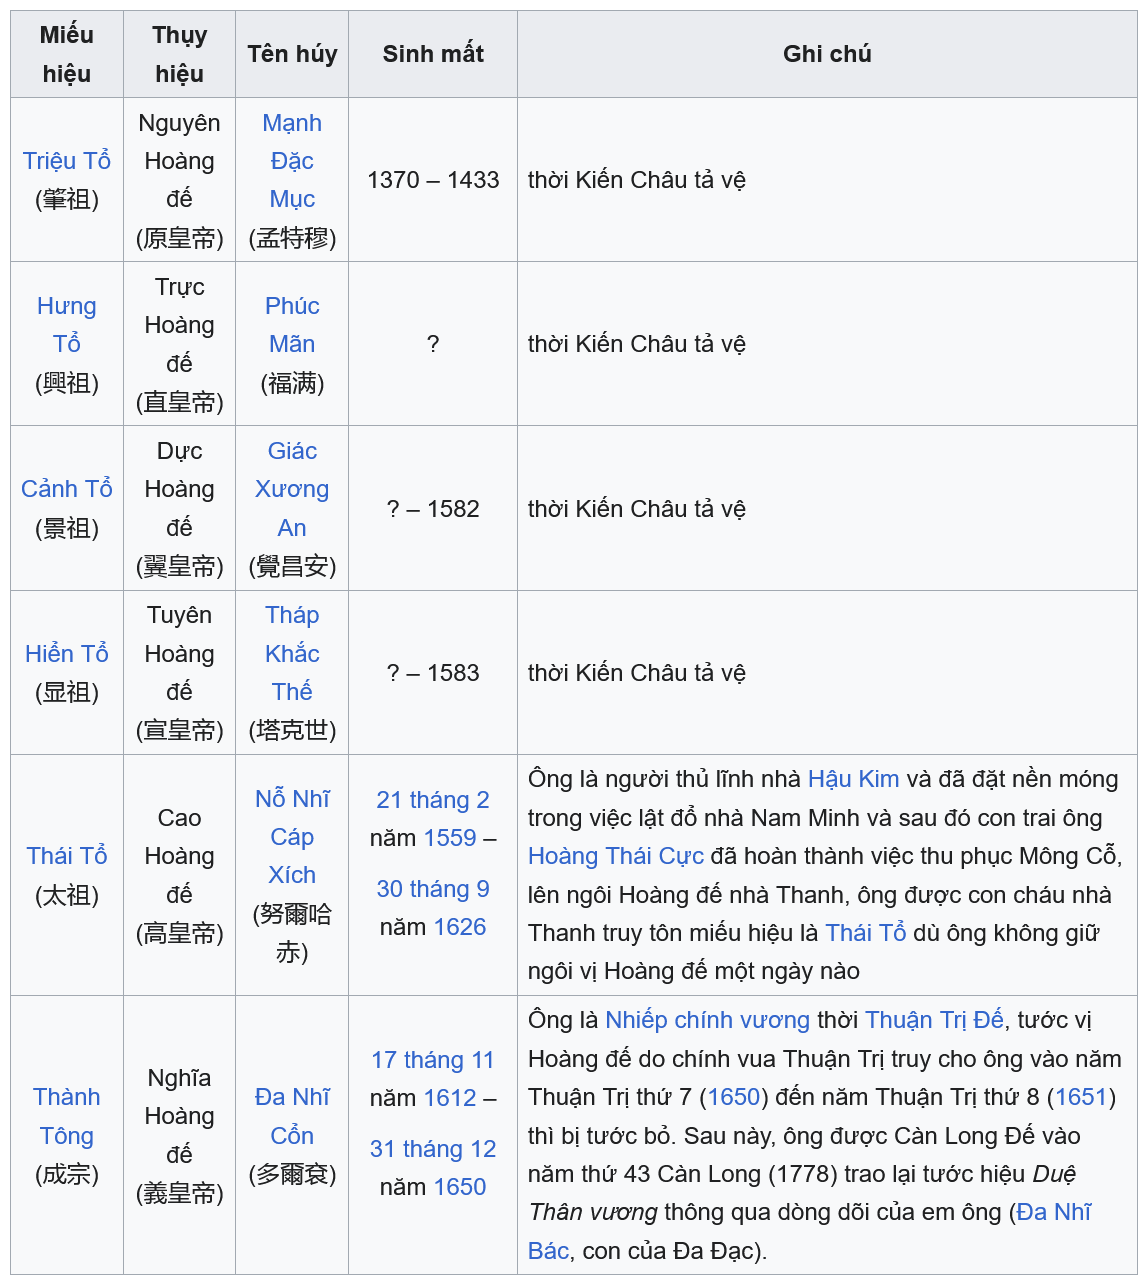 Miếu hiệu
Thụy hiệu
Tên húy
Sinh mất
Ghi chú
Triệu Tổ
(肇祖)
Nguyên
Hoàng
đế
(原皇帝)
Mạnh
Đặc
Mục
(孟特穆)
1370 – 1433
thời Kiến Châu tả vệ
Hưng
Tổ
(興祖)
Trực
Hoàng
đế
(直皇帝)
Phúc
Mãn
(福满)
?
thời Kiến Châu tả vệ
Cảnh Tổ
(景祖)
Dực
Hoàng
đế
(翼皇帝)
Giác
Xương
An
(覺昌安)
? – 1582
thời Kiến Châu tả vệ
Hiển Tổ
(显祖)
Tuyên
Hoàng
đế
(宣皇帝)
Tháp
Khắc
Thế
(塔克世)
? – 1583
thời Kiến Châu tả vệ
Thái Tổ
(太祖)
Cao
Hoàng
đế
(高皇帝)
Nỗ Nhĩ
Cáp
Xích
(努爾哈
赤)
21 tháng 2
năm 1559 –
30 tháng 9
năm 1626
Ông là người thủ lĩnh nhà Hậu Kim và đã đặt nền móng
trong việc lật đổ nhà Nam Minh và sau đó con trai ông
Hoàng Thái Cực đã hoàn thành việc thu phục Mông Cỗ,
lên ngôi Hoàng đế nhà Thanh, ông được con cháu nhà
Thanh truy tôn miếu hiệu là Thái Tổ dù ông không giữ
ngôi vị Hoàng đế một ngày nào
Thành
Tông
(成宗)
Nghĩa
Hoàng
đế
(義皇帝)
Đa Nhĩ
Cổn
(多爾袞)
17 tháng 11
năm 1612 –
31 tháng 12
năm 1650
Ông là Nhiếp chính vương thời Thuận Trị Đế, tước vị
Hoàng đế do chính vua Thuận Trị truy cho ông vào năm
Thuận Trị thứ 7 (1650) đến năm Thuận Trị thứ 8 (1651)
thì bị tước bỏ. Sau này, ông được Càn Long Đế vào
năm thứ 43 Càn Long (1778) trao lại tước hiệu Duệ
Thân vương thông qua dòng dõi của em ông (Đa Nhĩ
Bác, con của Đa Đạc).